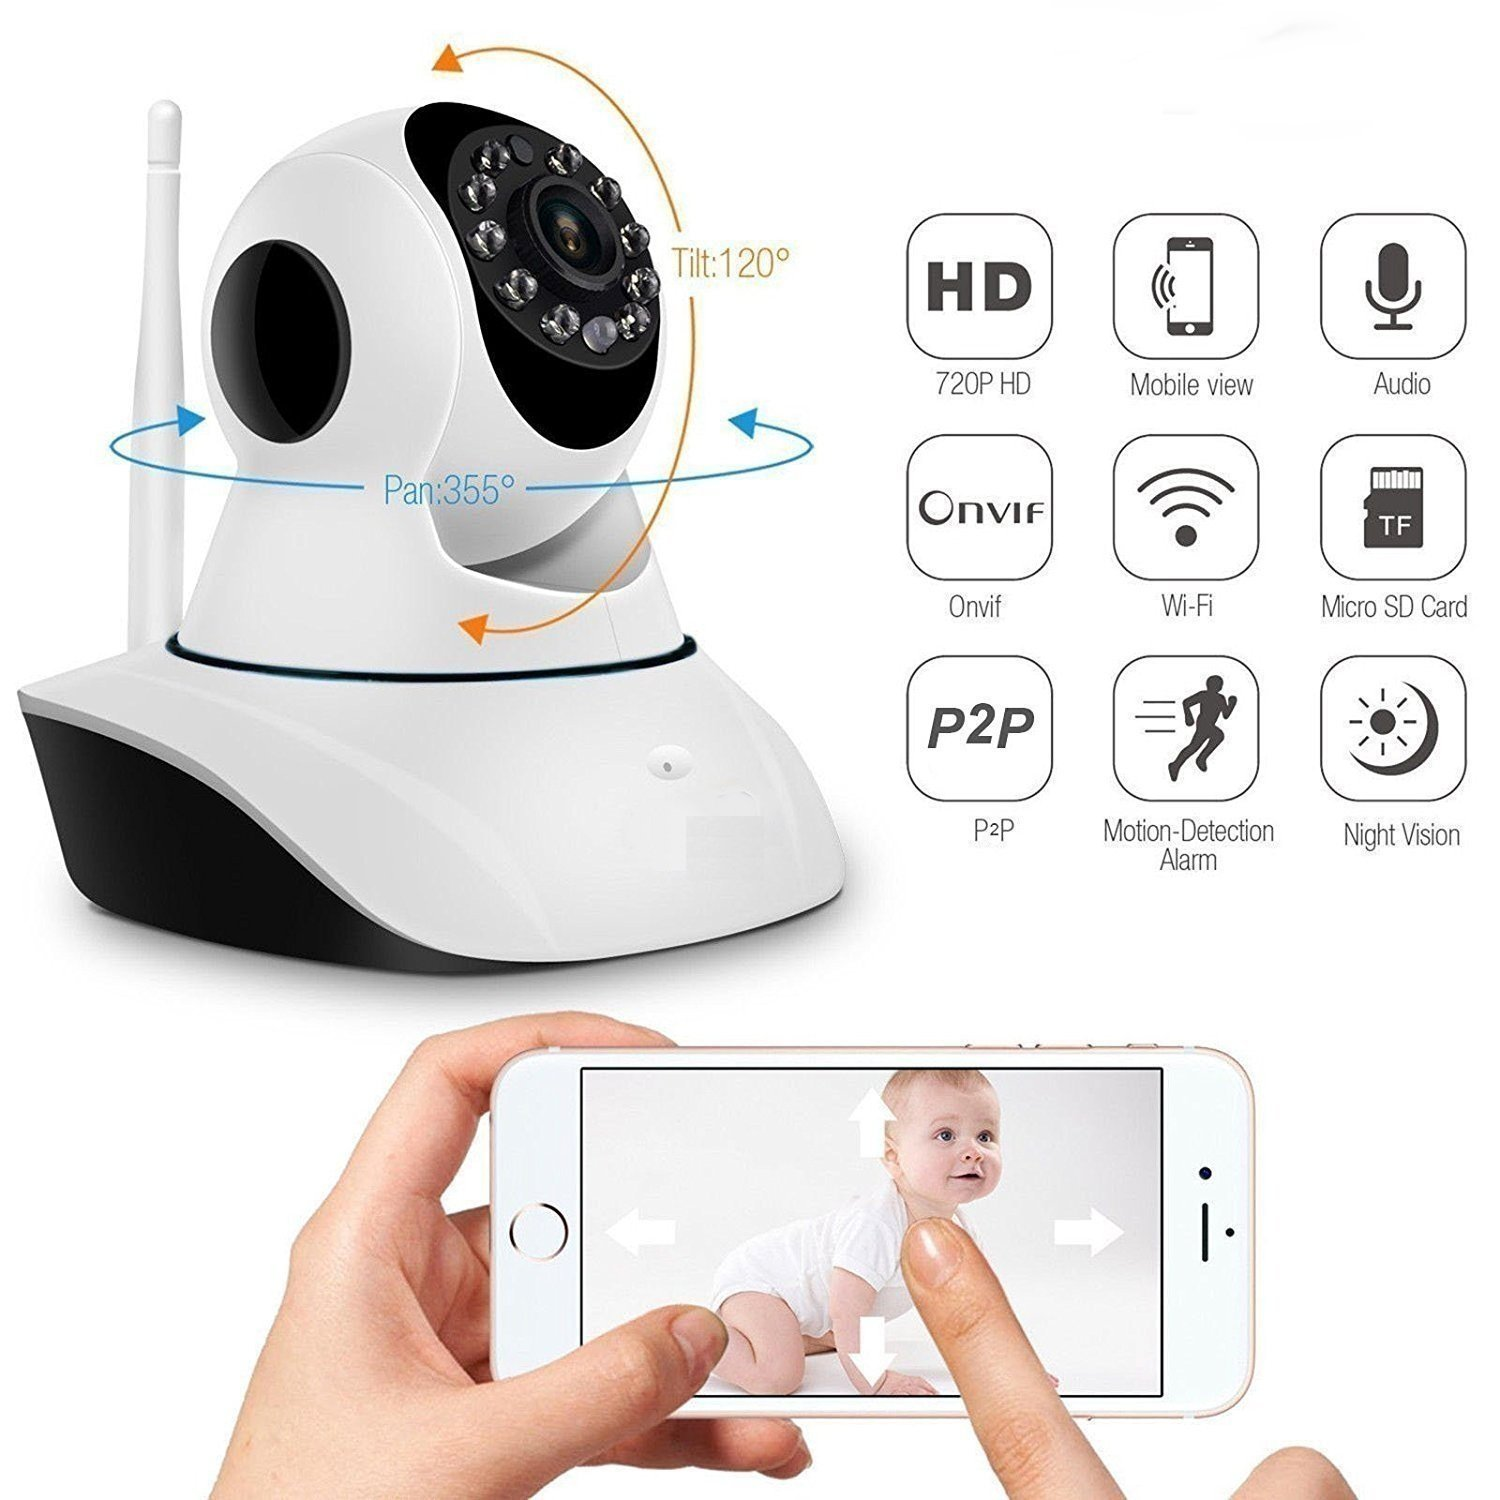 Tilt:120°
Pan:355°
HD
720P HD
Mobile view
Audio
ONVIF
Onvif
Wi-Fi
TF
Micro SD Card
P2P
P2P
Motion-Detection
Alarm
Night Vision